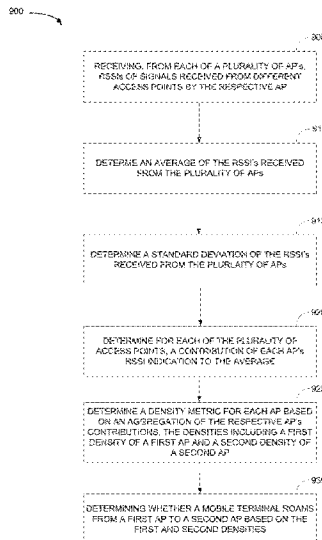 900
RECEIVING, FROM EACH OF A PLURALITY OF AP's,
RSSIs OF SIGNALS RECEIVED FROM DIFFERENT
ACCESS POINTS BY THE RESPECTIVE AP
DETERMINE AN AVERAGE OF THE RSSI's RECEIVED
FROM THE PLURALITY OF APs
DETERMINE A STANDARD DEVIATION OF THE RSSI's
RECEIVED FROM THE PLURLAITY OF APs
DETERMINE FOR EACH OF THE PLURALITY OF
ACCESS POINTS, A CONTRIBUTION OF EACH AP's
RSSI INDICATION TO THE AVERAGE
DETERMINE A DENSITY METRIC FOR EACH AP BASED
ON AN AGGREGATION OF THE RESPECTIVE AP's
CONTRIBUTIONS, THE DENSITIES INCLUDING A FIRST
DENSITY OF A FIRST AP AND A SECOND DENSITY OF
A SECOND AP
DETERMINING WHETHER A MOBILE TERMINAL ROAMS
FROM A FIRST AP TO A SECOND AP BASED ON THE
FIRST AND SECOND DENSITIES